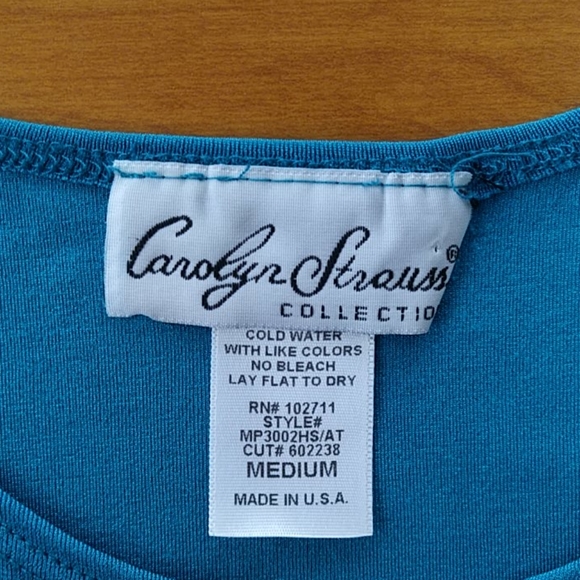 Carolyn Strauss®
COLLECTIO
COLD WATER
WITH LIKE COLORS
NO BLEACH
LAY FLAT TO DRY
RN# 102711
STYLE#
MP3002HS/AT
CUT# 602238
MEDIUM
MADE IN U.S.A.